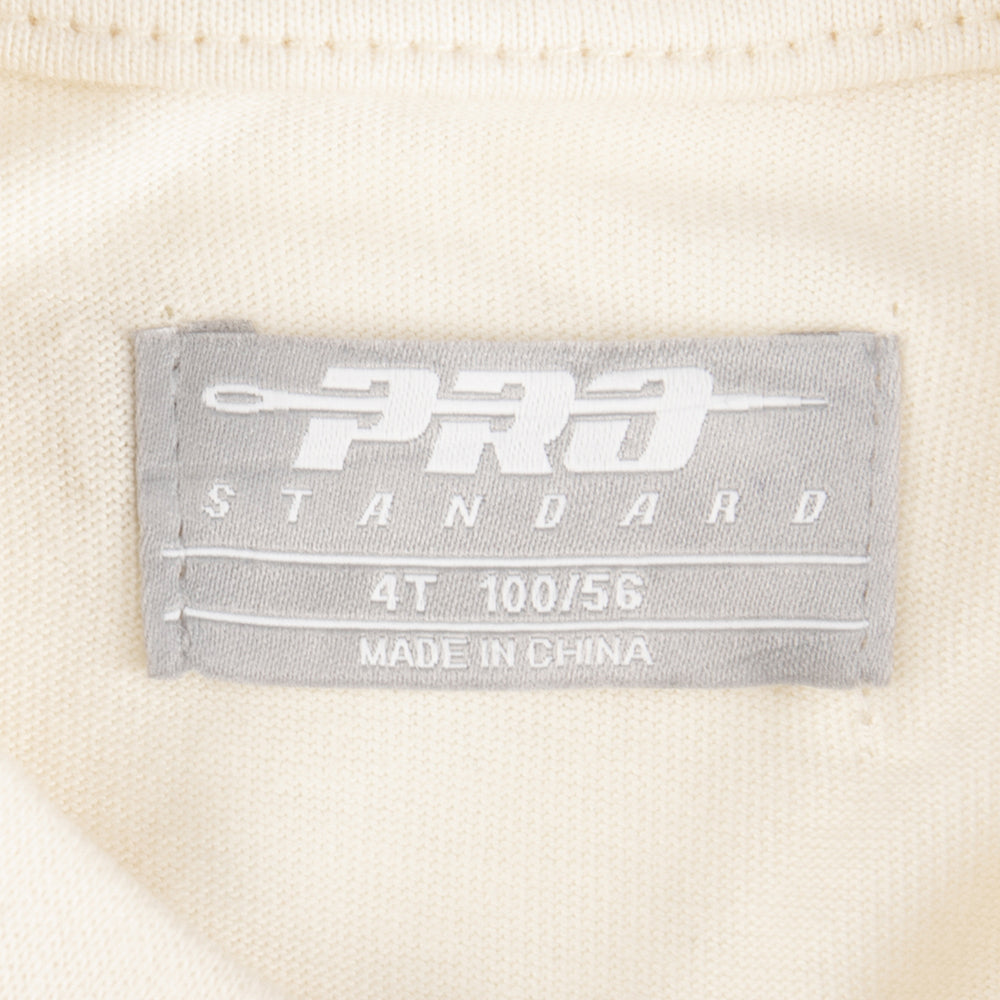 PRO
STANDARD
4T 100/56
MADE IN CHINA